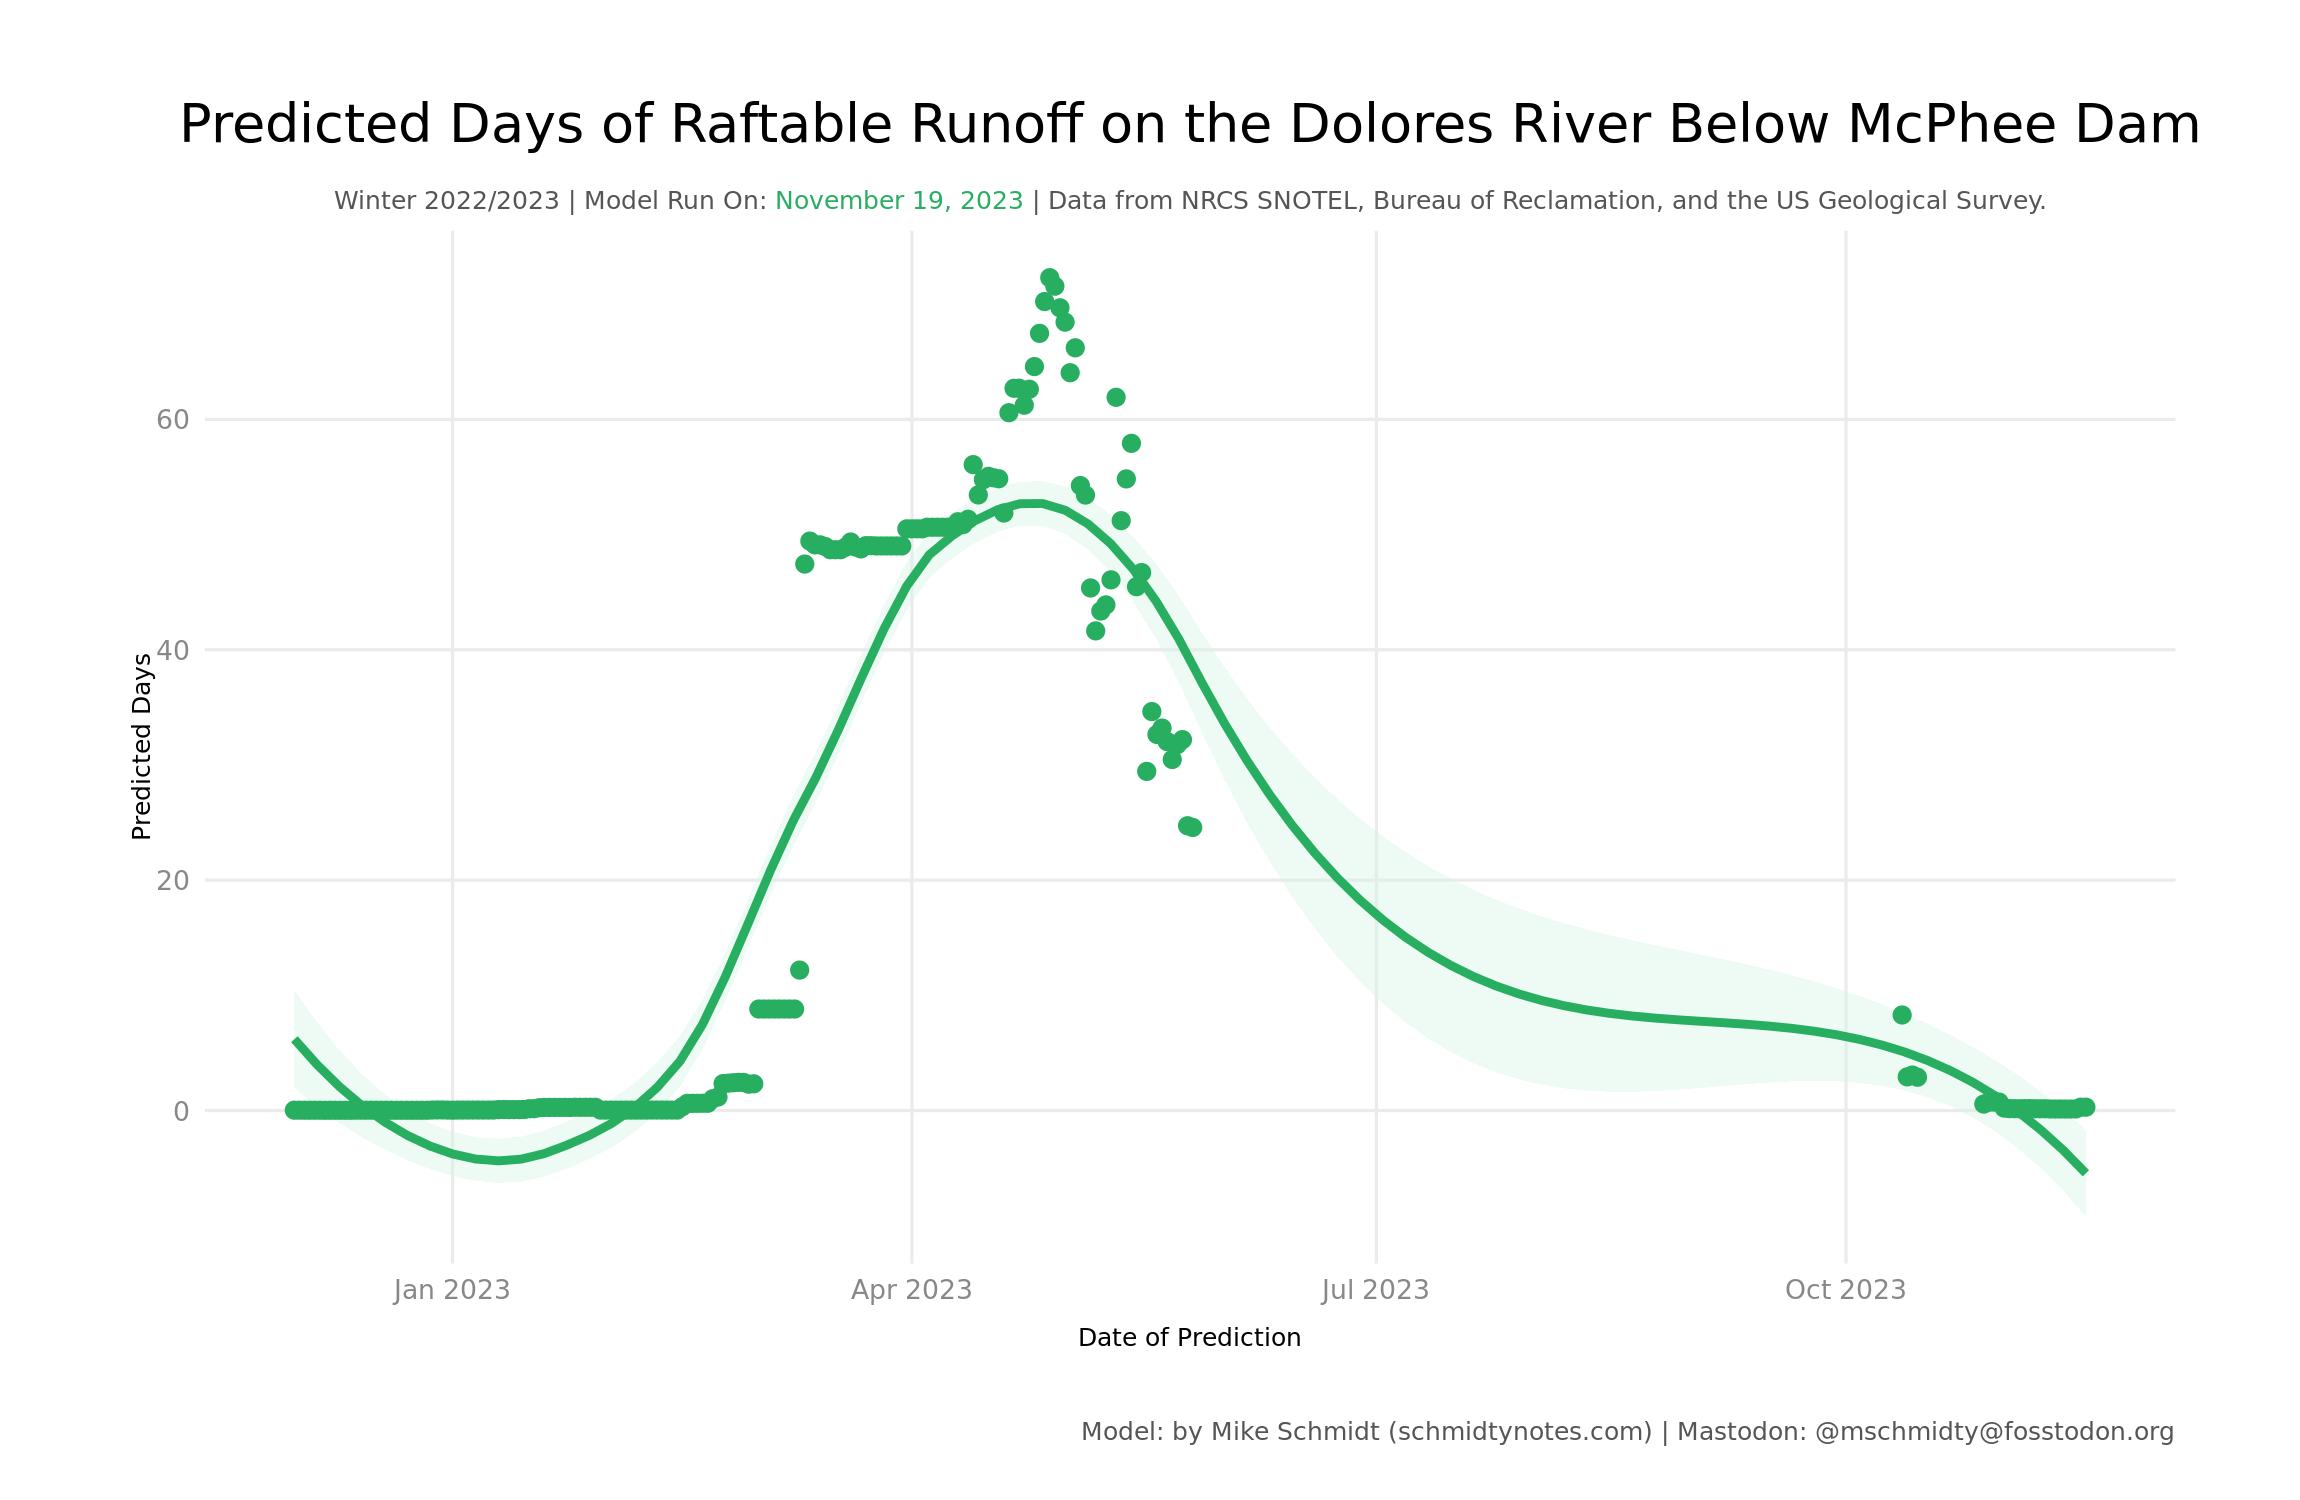 Predicted Days of Raftable Runoff on the Dolores River Below McPhee Dam
Winter 2022/2023 | Model Run On: November 19, 2023 | Data from NRCS SNOTEL, Bureau of Reclamation, and the US Geological Survey.
Predicted Days
60
40
20
0
Jan 2023
Apr 2023
Jul 2023
Oct 2023
Date of Prediction
Model: by Mike Schmidt (schmidtynotes.com) | Mastodon: @mschmidty@fosstodon.org